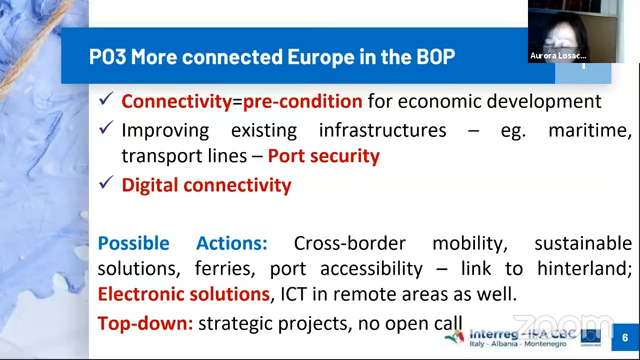 PO3 More connected Europe in the BOP
Aurora Losac...
✓ Connectivity=pre-condition for economic development
✓ Improving existing infrastructures – eg. maritime,
transport lines – Port security
✓ Digital connectivity
Possible Actions: Cross-border mobility, sustainable
solutions, ferries, port accessibility – link to hinterland;
Electronic solutions, ICT in remote areas as well.
Top-down: strategic projects, no open call
zoom
Interreg - IPA CBC
Italy - Albania - Montenegro
6